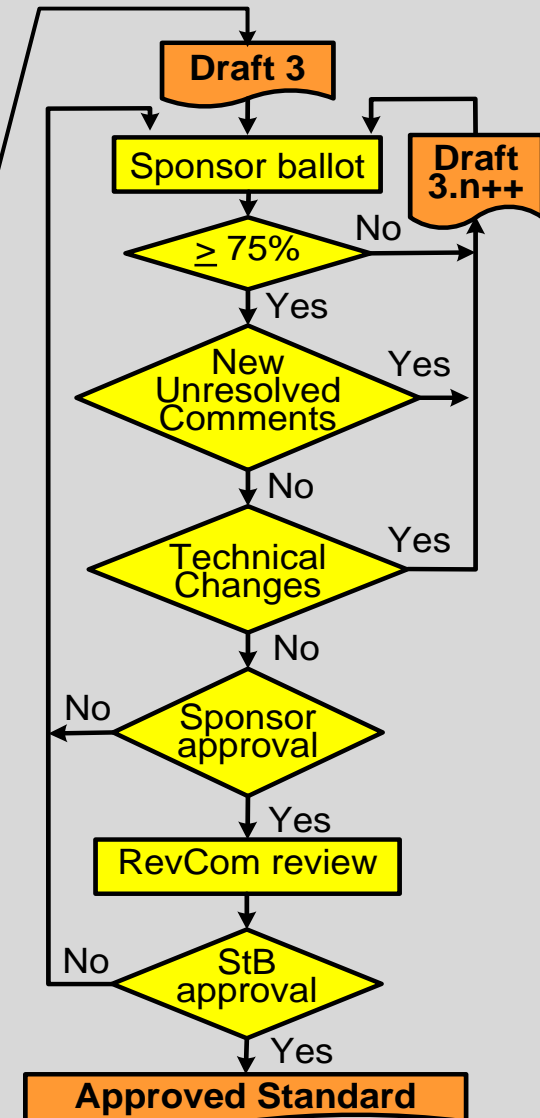 Draft 3
Sponsor ballot
Draft
3.n++
≥ 75%
No
Yes
New
Unresolved
Comments
Yes
No
Technical
Changes
Yes
No
Sponsor
approval
No
Yes
RevCom review
StB
approval
No
Yes
Approved Standard